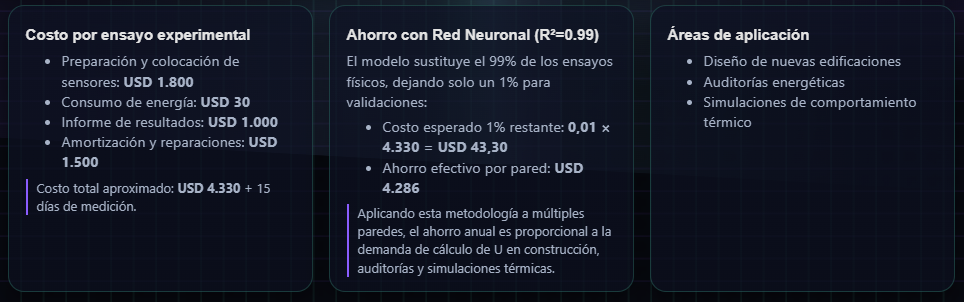 Costo por ensayo experimental
• Preparación y colocación de
sensores: USD 1.800
• Consumo de energía: USD 30
• Informe de resultados: USD 1.000
• Amortización y reparaciones: USD
1.500
Costo total aproximado: USD 4.330 + 15
días de medición.
Ahorro con Red Neuronal (R²=0.99)
El modelo sustituye el 99% de los ensayos
físicos, dejando solo un 1% para
validaciones:
• Costo esperado 1% restante: 0,01 ×
4.330 = USD 43,30
• Ahorro efectivo por pared: USD
4.286
Aplicando esta metodología a múltiples
paredes, el ahorro anual es proporcional a la
demanda de cálculo de U en construcción,
auditorías y simulaciones térmicas.
Áreas de aplicación
• Diseño de nuevas edificaciones
• Auditorías energéticas
• Simulaciones de comportamiento
térmico